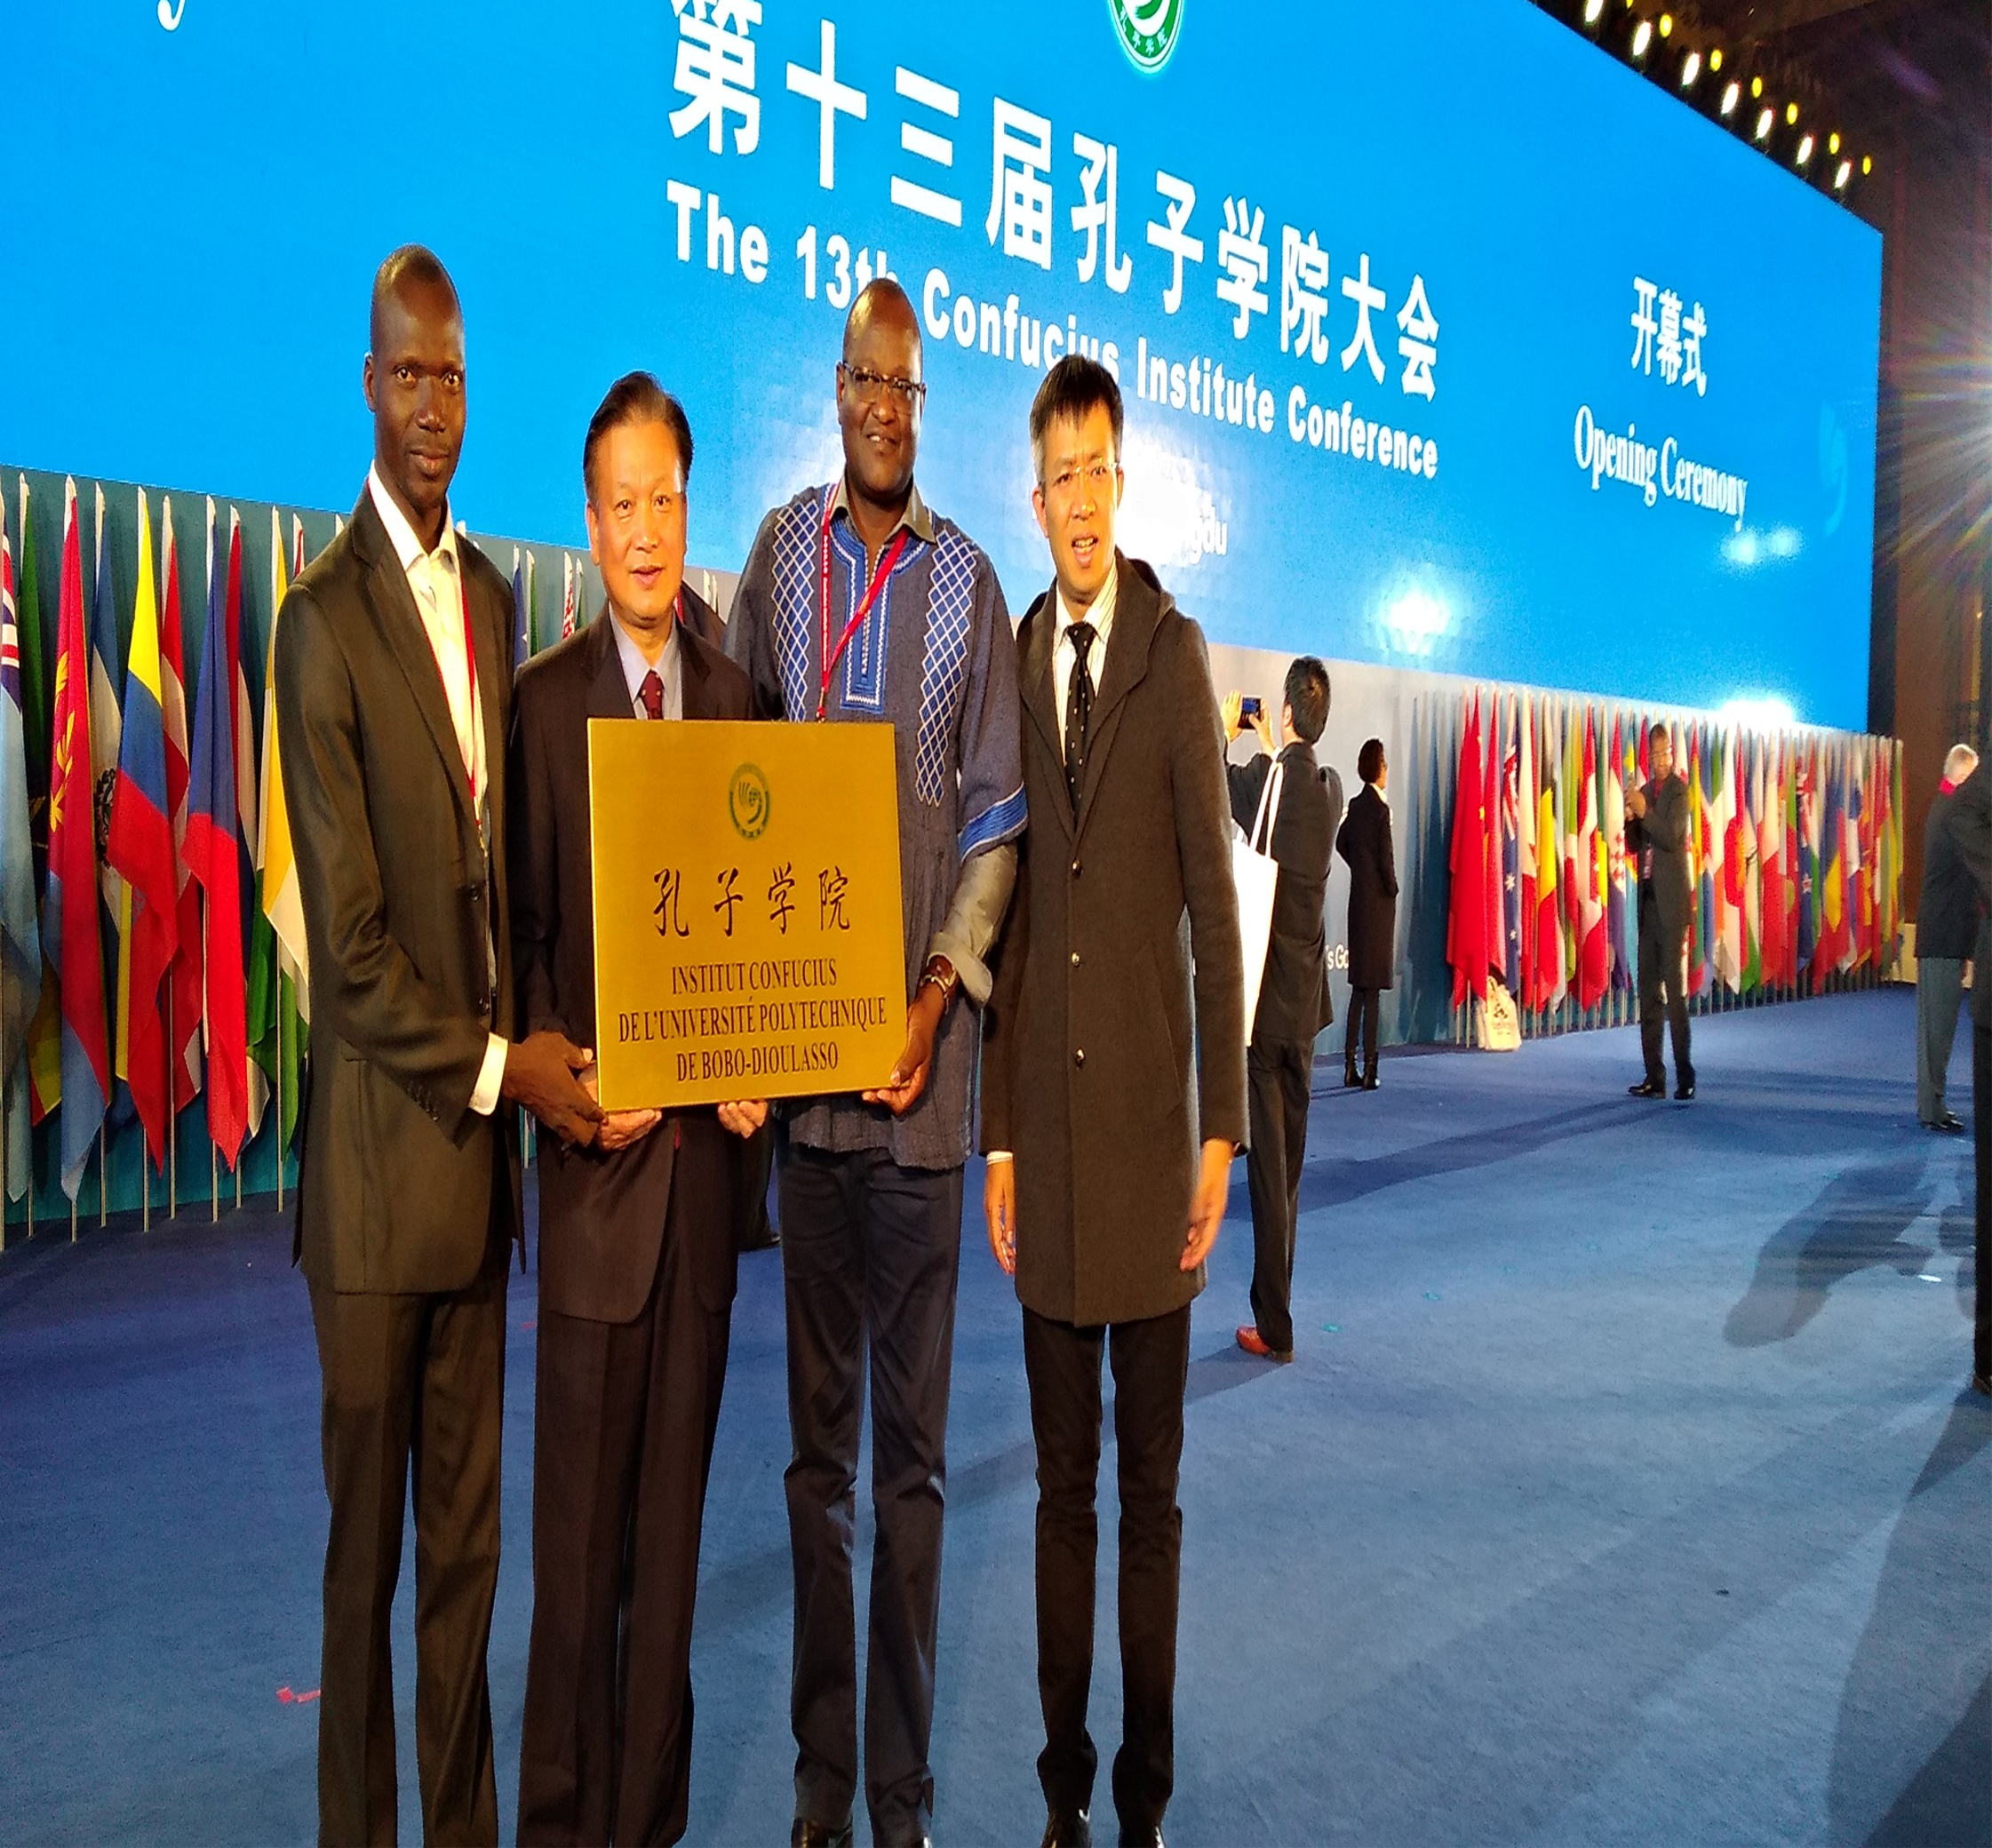 第十三届孔子学院大会
The 13th Confucius Institute Conference
开幕式
Opening Ceremony
孔子学院
INSTITUT CONFUCIUS
DE L'UNIVERSITÉ POLYTECHNIQUE
DE BOBO-DIOULASSO